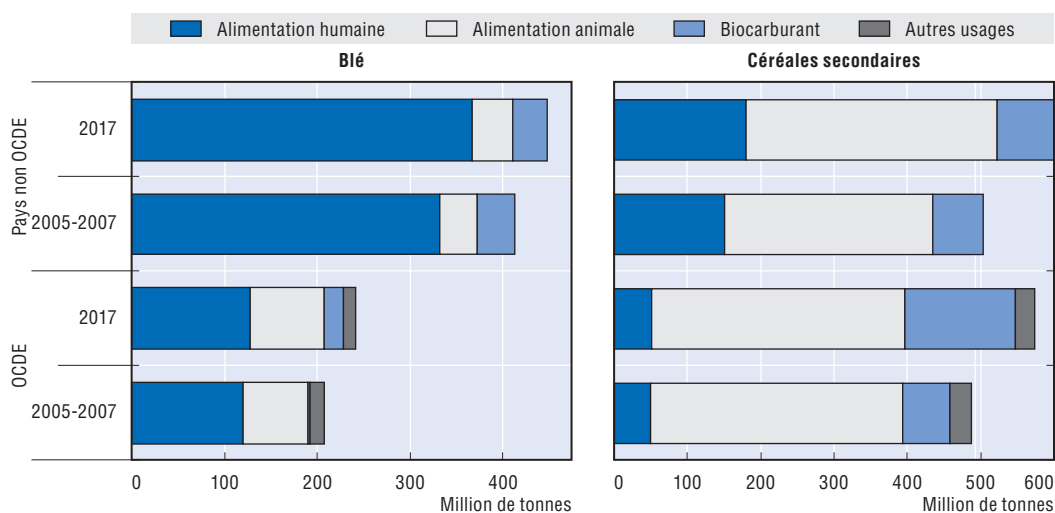 Alimentation humaine Alimentation animale Biocarburant Autres usages
Blé
Céréales secondaires
Pays non OCDE
2017
2005-2007
OCDE
2017
2005-2007
0 100 200 300 400
Million de tonnes
0 100 200 300 400 500 600
Million de tonnes